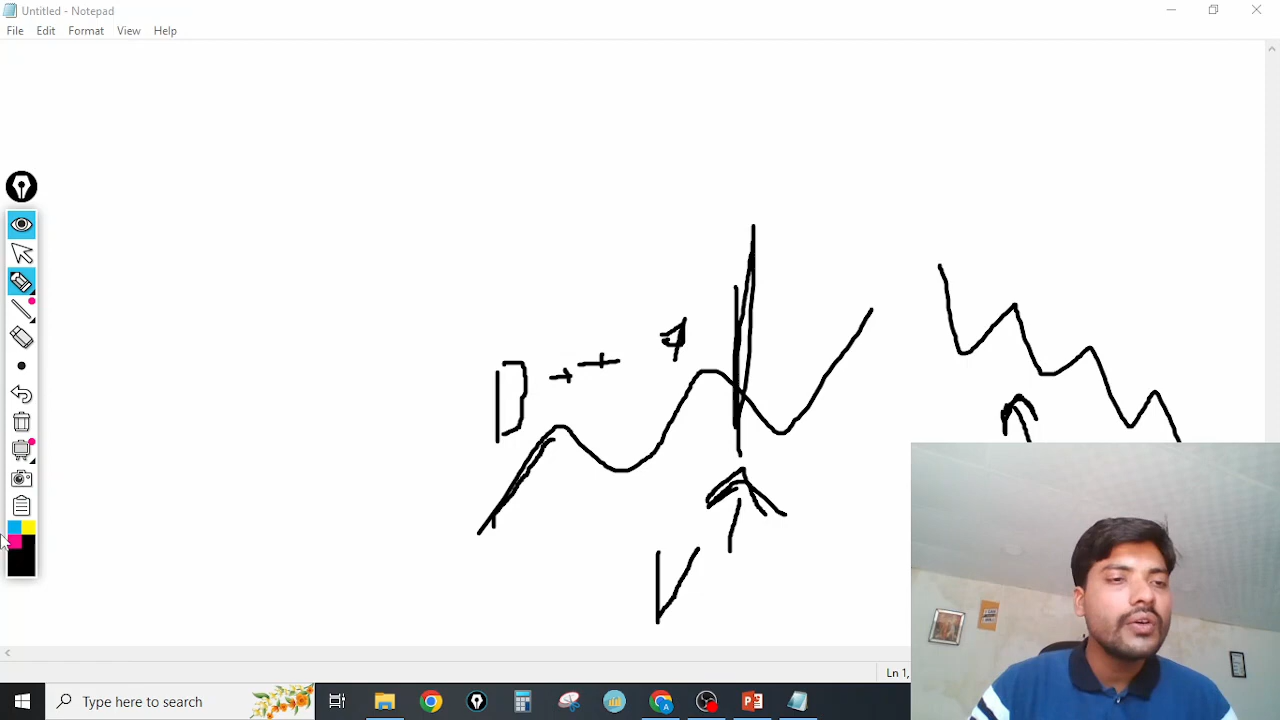 Untitled - Notepad
File Edit Format View Help
Ln 1,
Type here to search